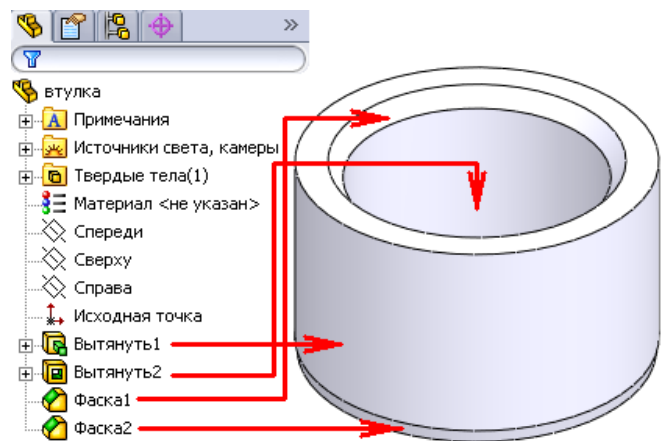 »
втулка
Примечания
Источники света, камеры
Твердые тела(1)
Материал <не указан>
Спереди
Сверху
Справа
Исходная точка
Вытянуть1
Вытянуть2
Фаска1
Фаска2